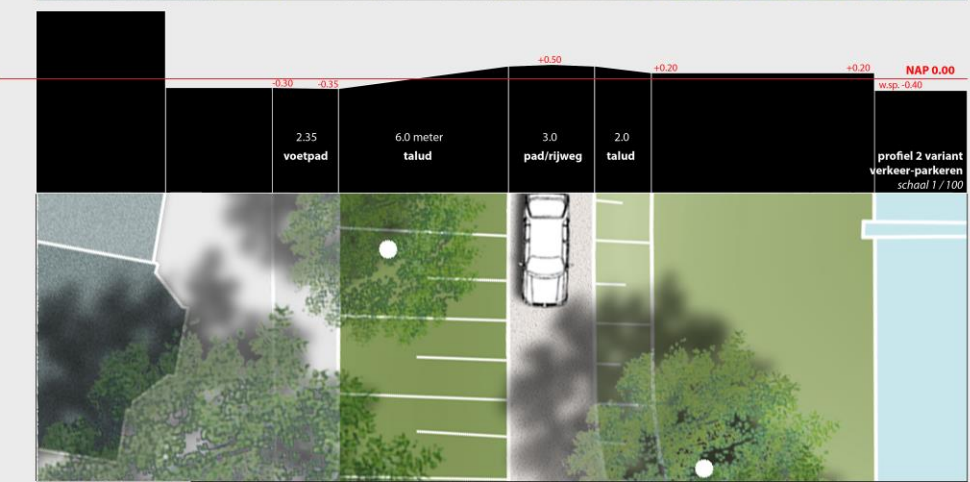 +0.50
+0.20
+0.20
NAP 0.00
-0.30
-0.35
w.sp. -0.40
2.35
6.0 meter
3.0
2.0
voetpad
talud
pad/rijweg
talud
profiel 2 variant
verkeer-parkeren
schaal 1 / 100